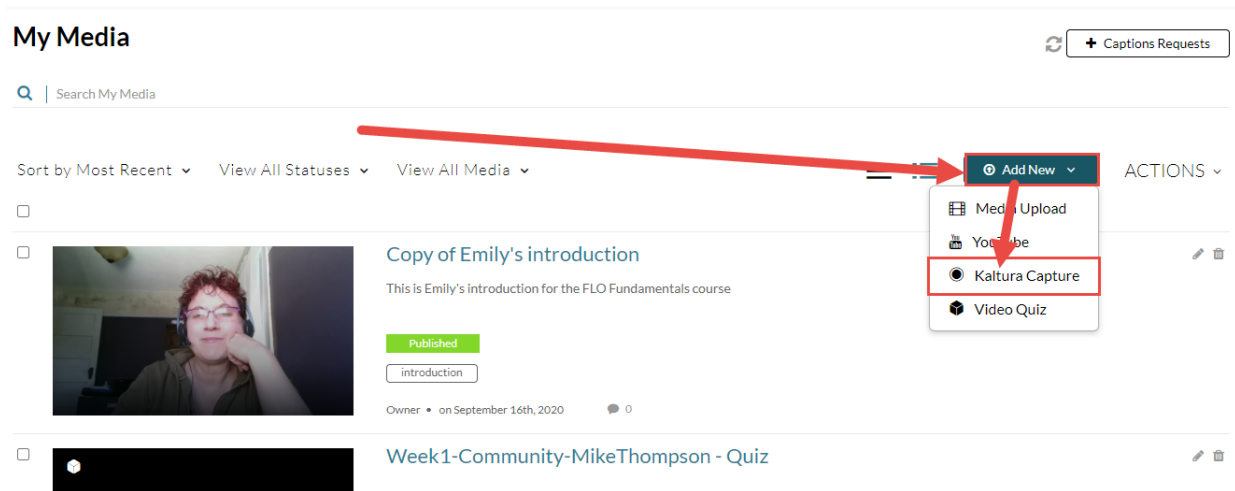 My Media
Captions Requests
Search My Media
Sort by Most Recent View All Statuses View All Media Add New ACTIONS
Media Upload
YouTube
Kaltura Capture
Video Quiz
Copy of Emily's introduction
This is Emily's introduction for the FLO Fundamentals course
Published
introduction
Owner • on September 16th, 2020 0
Week1-Community-MikeThompson - Quiz